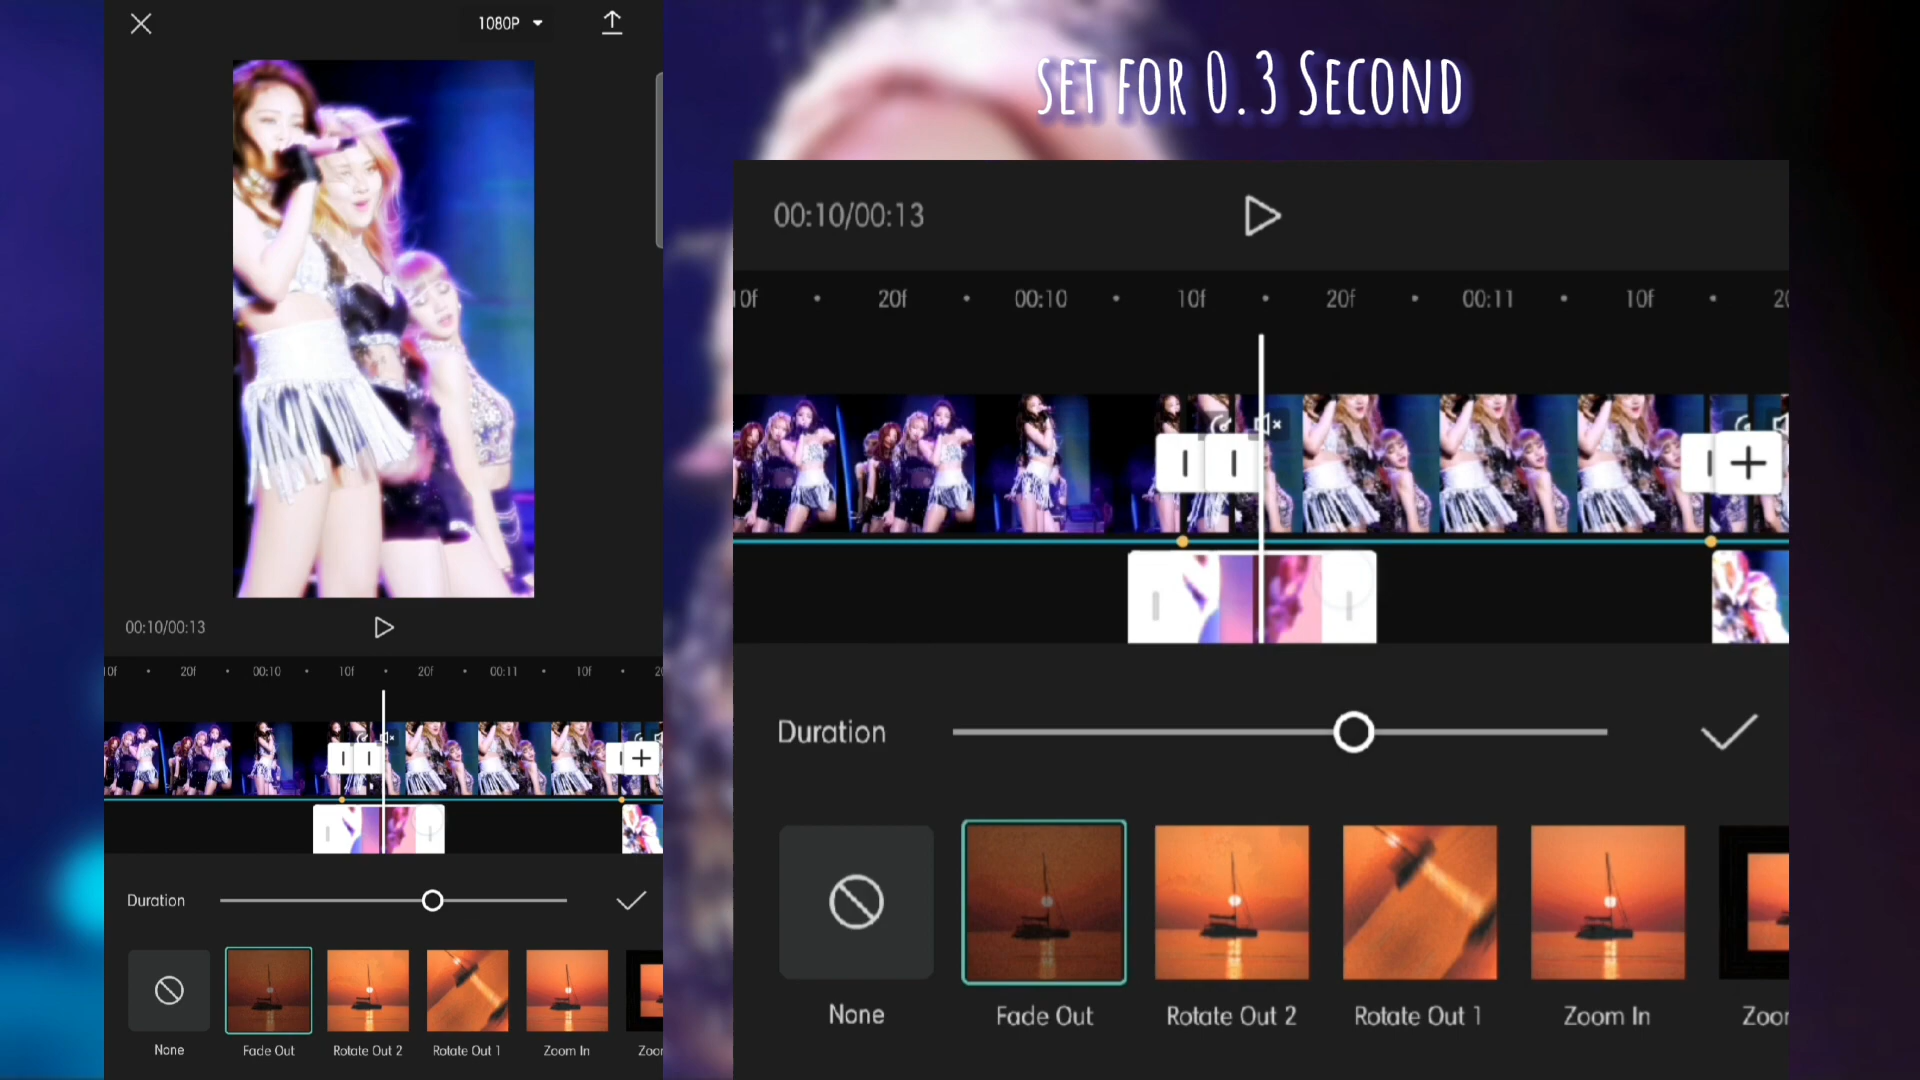 1080P
SET FOR 0.3 SECOND
00:10/00:13
10f 20f 00:10 10f 20f 00:11 10f
Duration
None Fade Out Rotate Out 2 Rotate Out 1 Zoom In
00:10/00:13
20f 00:10 10f 20f 00:11 10f
Duration
None Fade Out Rotate Out 2 Rotate Out 1 Zoom In